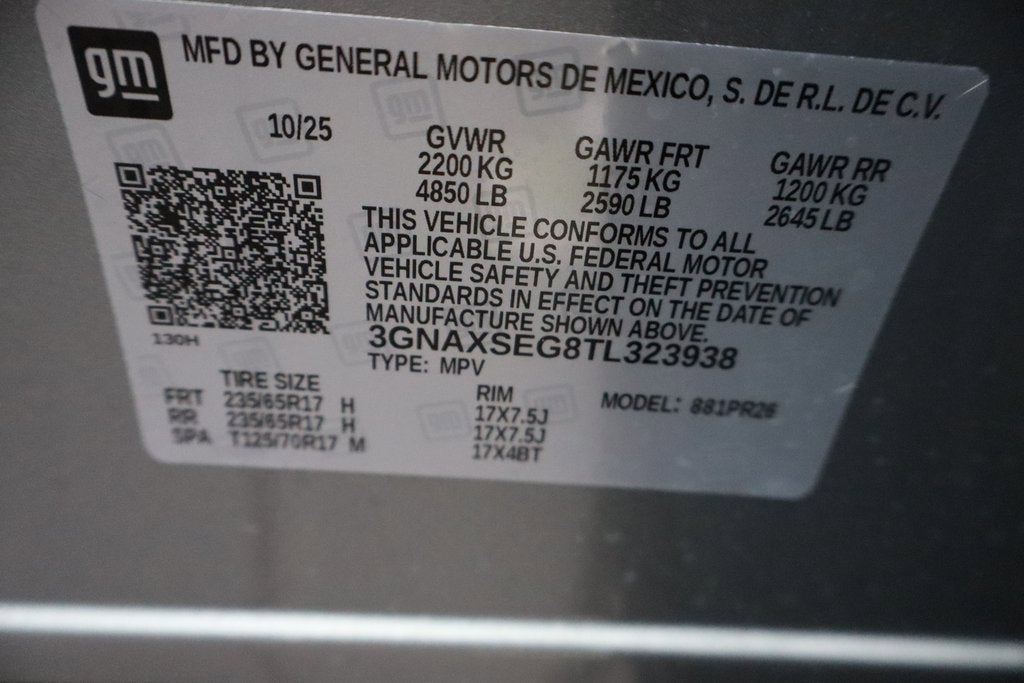 gm
MFD BY GENERAL MOTORS DE MEXICO, S. DE R.L. DE C.V.
10/25
GVWR
2200 KG
4850 LB
GAWR FRT
1175 KG
2590 LB
GAWR RR
1200 KG
2645 LB
THIS VEHICLE CONFORMS TO ALL
APPLICABLE U.S. FEDERAL MOTOR
VEHICLE SAFETY AND THEFT PREVENTION
STANDARDS IN EFFECT ON THE DATE OF
MANUFACTURE SHOWN ABOVE.
3GNAXSEG8TL323938
TYPE: MPV
130H
TIRE SIZE
FRT 235/65R17 H
RR 235/65R17 H
SPA T125/70R17 M
RIM
17X7.5J
17X7.5J
17X4BT
MODEL: 881PR26